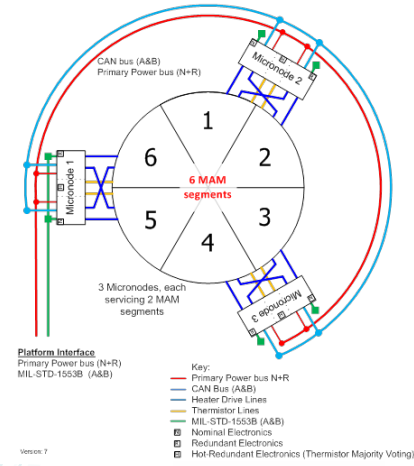 CAN bus (A&B)
Primary Power bus (N+R)
Micronode 2
1
6
2
Micronode 1
6 MAM
segments
5
3
4
Micronode 3
3 Micronodes, each
servicing 2 MAM
segments
Platform Interface
Primary Power bus (N+R)
MIL-STD-1553B (A&B)
Key:
Primary Power bus N+R
CAN Bus (A&B)
Heater Drive Lines
Thermistor Lines
MIL-STD-1553B (A&B)
N Nominal Electronics
R Redundant Electronics
H Hot-Redundant Electronics (Thermistor Majority Voting)
Version: 7